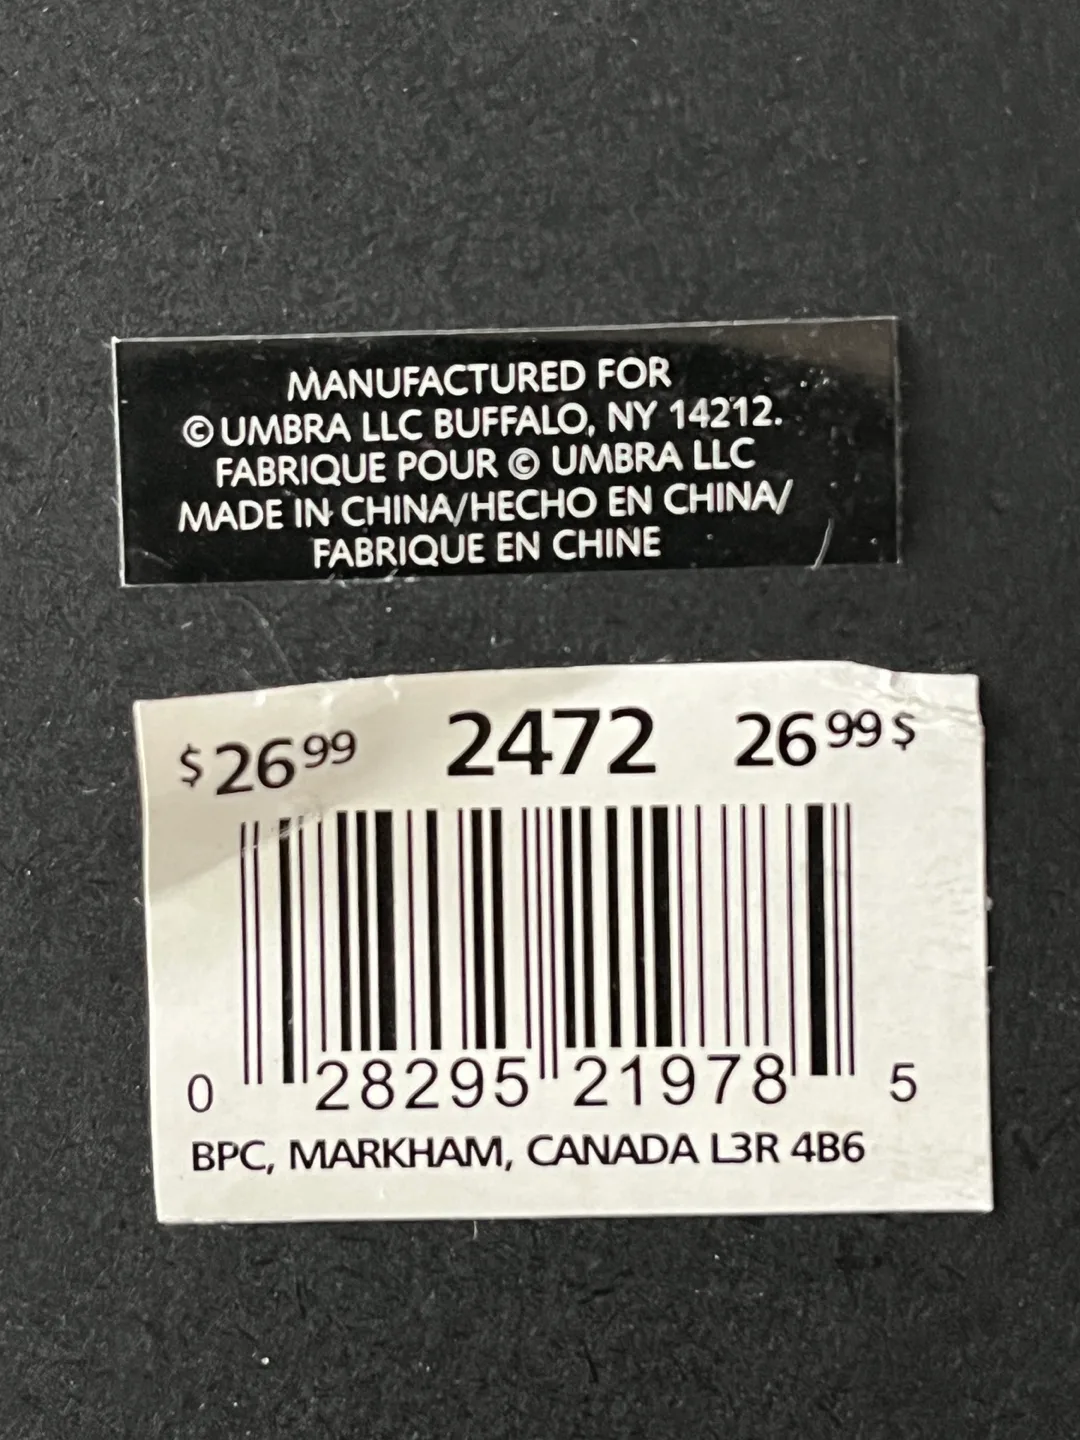 MANUFACTURED FOR
© UMBRA LLC BUFFALO, NY 14212.
FABRIQUE POUR © UMBRA LLC
MADE IN CHINA/HECHO EN CHINA/
FABRIQUE EN CHINE
$26 99 2472 26 99 $
0 28295 21978 5
BPC, MARKHAM, CANADA L3R 4B6